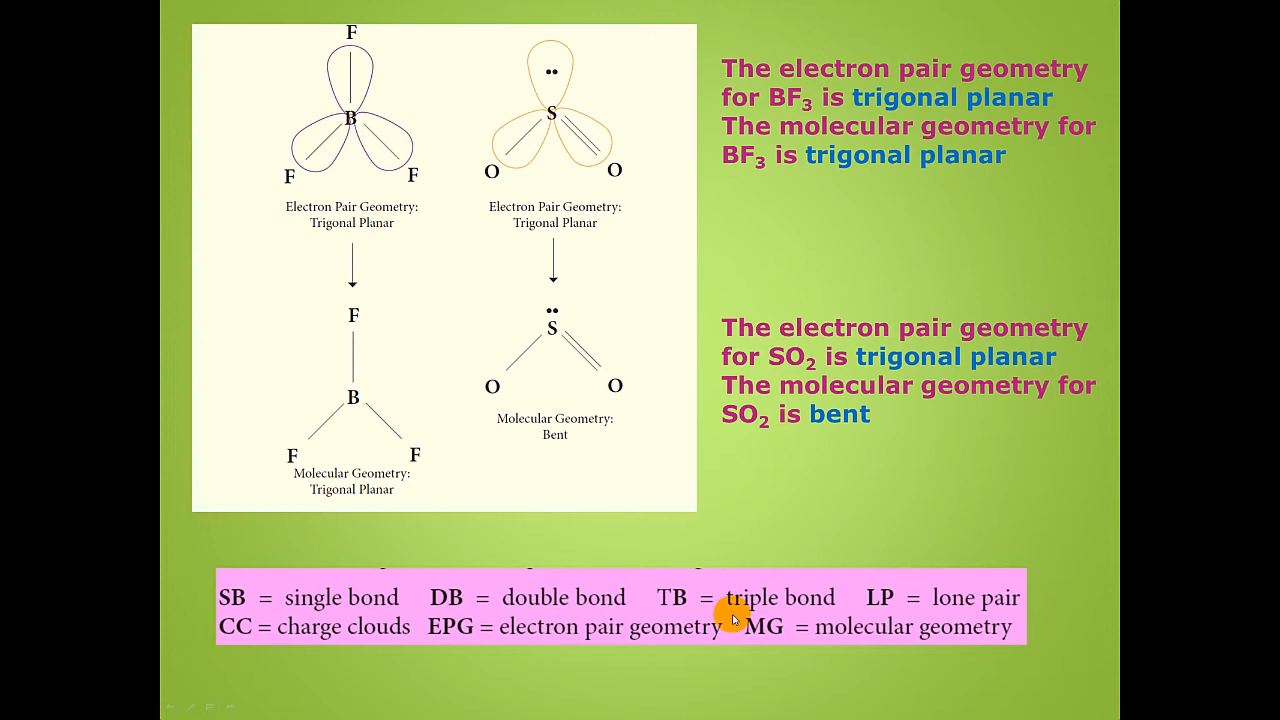 F
B
F
F
Electron Pair Geometry:
Trigonal Planar
F
B
F
F
Molecular Geometry:
Trigonal Planar
••
S
O
O
Electron Pair Geometry:
Trigonal Planar
••
S
O
O
Molecular Geometry:
Bent
The electron pair geometry
for BF₃ is trigonal planar
The molecular geometry for
BF₃ is trigonal planar
The electron pair geometry
for SO₂ is trigonal planar
The molecular geometry for
SO₂ is bent
SB = single bond DB = double bond TB = triple bond LP = lone pair
CC = charge clouds EPG = electron pair geometry MG = molecular geometry